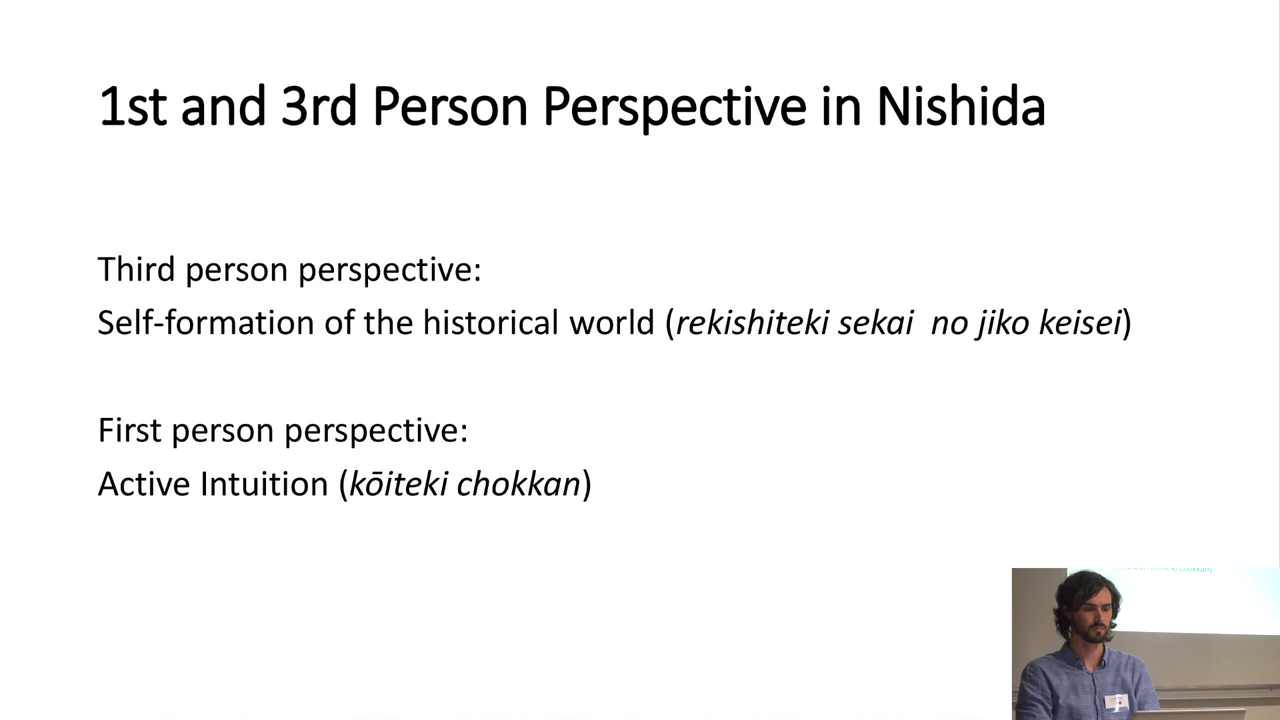 1st and 3rd Person Perspective in Nishida
Third person perspective:
Self-formation of the historical world (rekishiteki sekai  no jiko keisei)
First person perspective:
Active Intuition (kōiteki chokkan)